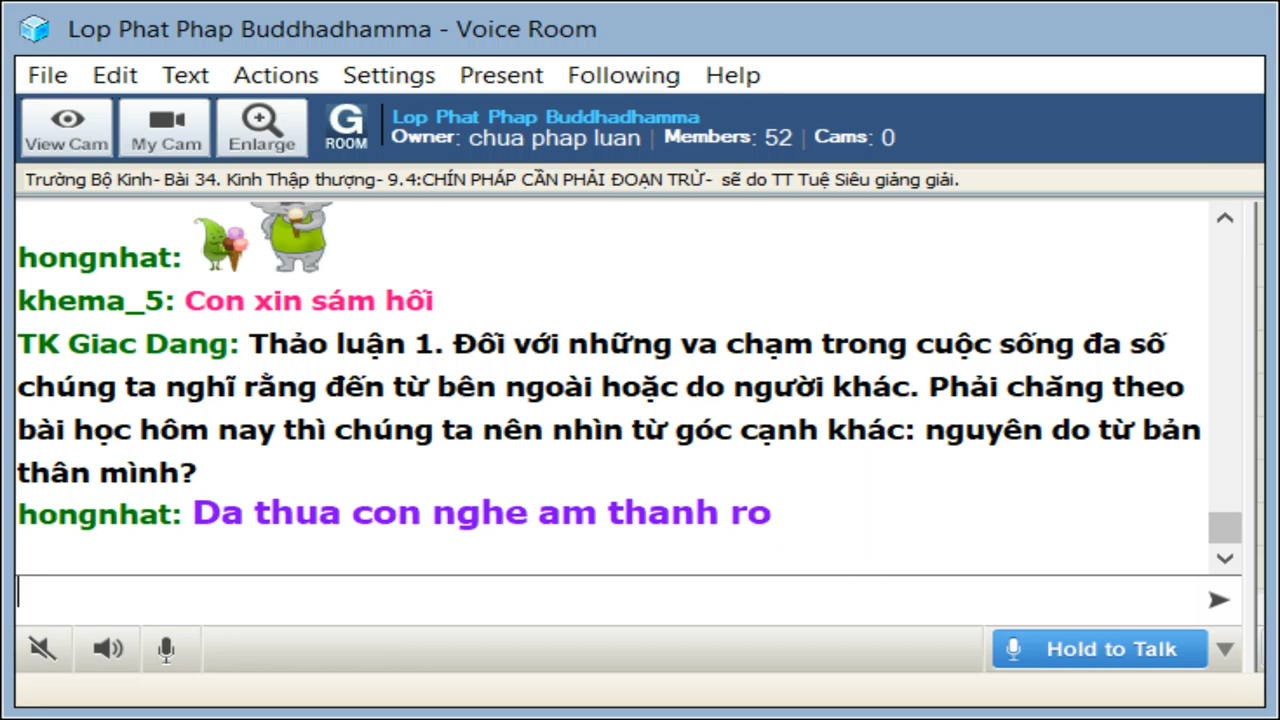 Lop Phat Phap Buddhadhamma - Voice Room
File Edit Text Actions Settings Present Following Help
View Cam My Cam Enlarge G ROOM
Lop Phat Phap Buddhadhamma
Owner: chua phap luan | Members: 52 | Cams: 0
Trường Bộ Kinh- Bài 34. Kinh Thập thượng- 9.4:CHÍN PHÁP CẦN PHẢI ĐOẠN TRỪ- sẽ do TT Tuệ Siêu giảng giải.
hongnhat:
khema_5: Con xin sám hối
TK Giac Dang: Thảo luận 1. Đối với những va chạm trong cuộc sống đa số
chúng ta nghĩ rằng đến từ bên ngoài hoặc do người khác. Phải chăng theo
bài học hôm nay thì chúng ta nên nhìn từ góc cạnh khác: nguyên do từ bản
thân mình?
hongnhat: Da thua con nghe am thanh ro
Hold to Talk